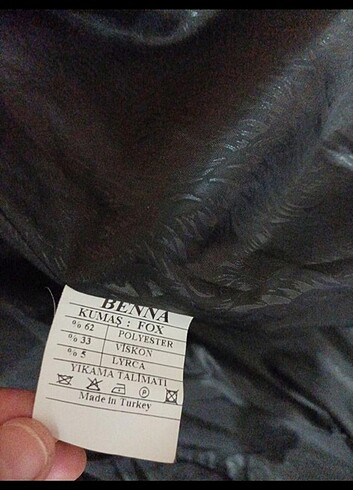 BENNA
KUMAŞ : FOX
% 62 POLYESTER
% 33 VİSKON
% 5 LYRCA
YIKAMA TALİMATI
P
Made in Turkey